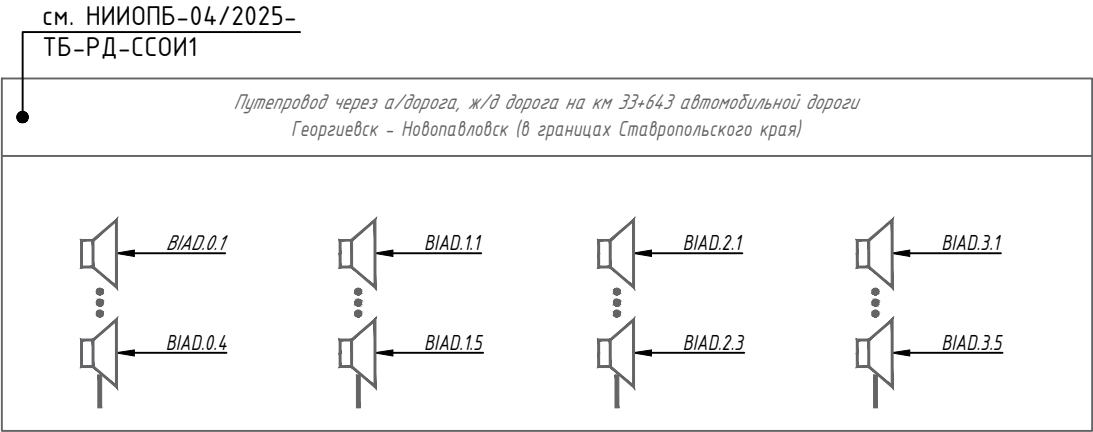 см. НИИОПБ-04/2025-
ТБ-РД-ССОИ1
Путепровод через а/дорога, ж/д дорога на км 33+643 автомобильной дороги
Георгиевск - Новопавловск (в границах Ставропольского края)
BIAD.0.1
BIAD.1.1
BIAD.2.1
BIAD.3.1
BIAD.0.4
BIAD.1.5
BIAD.2.3
BIAD.3.5